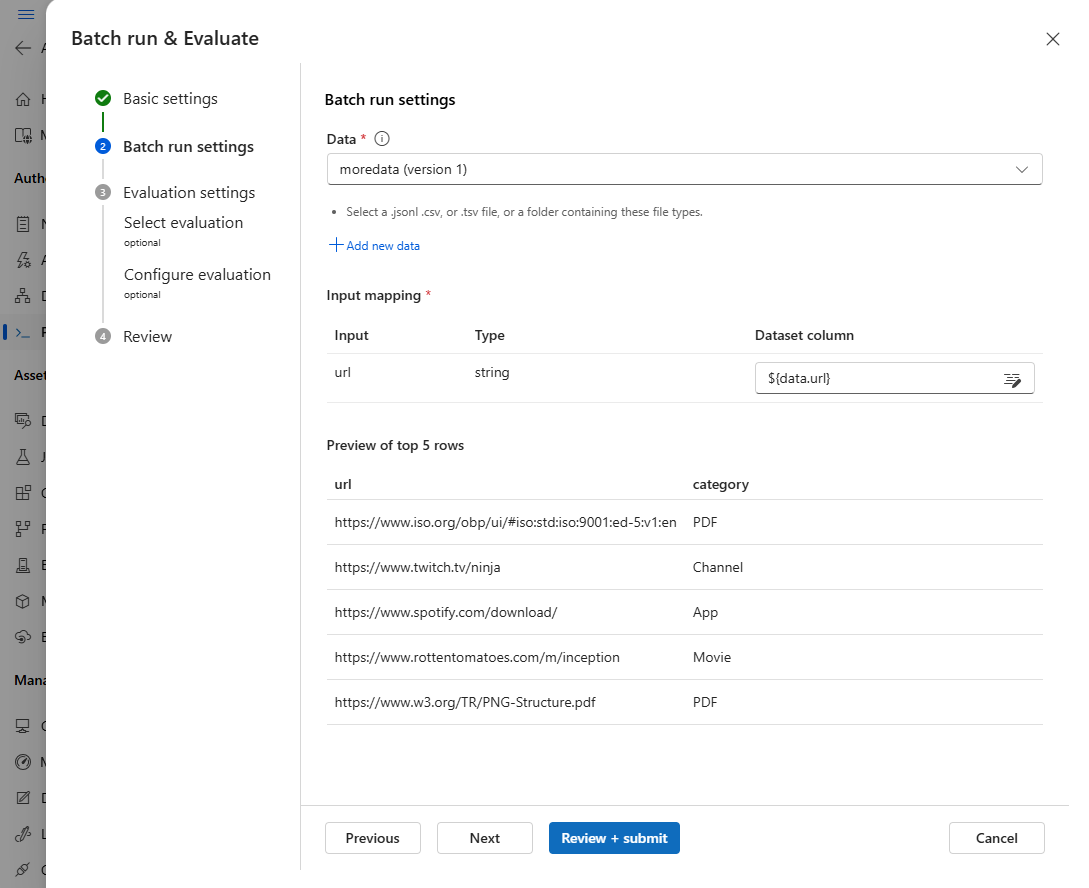 Batch run & Evaluate
Basic settings
2 Batch run settings
3 Evaluation settings
Select evaluation
optional
Configure evaluation
optional
4 Review
Batch run settings
Data *
moredata (version 1)
• Select a .jsonl .csv, or .tsv file, or a folder containing these file types.
Add new data
Input mapping *
Input Type Dataset column
url string ${data.url}
Preview of top 5 rows
url category
https://www.iso.org/obp/ui/#iso:std:iso:9001:ed-5:v1:en PDF
https://www.twitch.tv/ninja Channel
https://www.spotify.com/download/ App
https://www.rottentomatoes.com/m/inception Movie
https://www.w3.org/TR/PNG-Structure.pdf PDF
Previous Next Review + submit Cancel